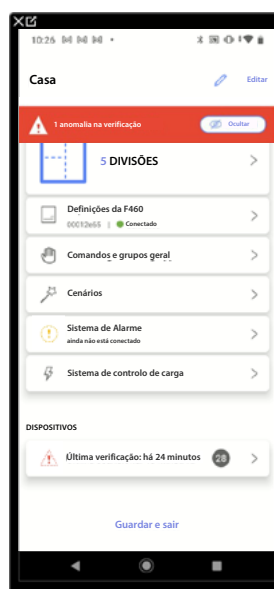 10:26
Casa
Editar
1 anomalia na verificação
Ocultar
5 DIVISÕES
Definições da F460
00012e65 | Conectado
Comandos e grupos geral
Cenários
Sistema de Alarme
ainda não está conectado
Sistema de controlo de carga
DISPOSITIVOS
Última verificação: há 24 minutos
28
Guardar e sair